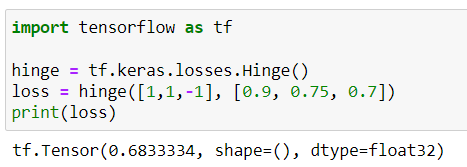 import tensorflow as tf
hinge = tf.keras.losses.Hinge()
loss = hinge([1,1,-1], [0.9, 0.75, 0.7])
print(loss)
tf.Tensor(0.6833334, shape=(), dtype=float32)